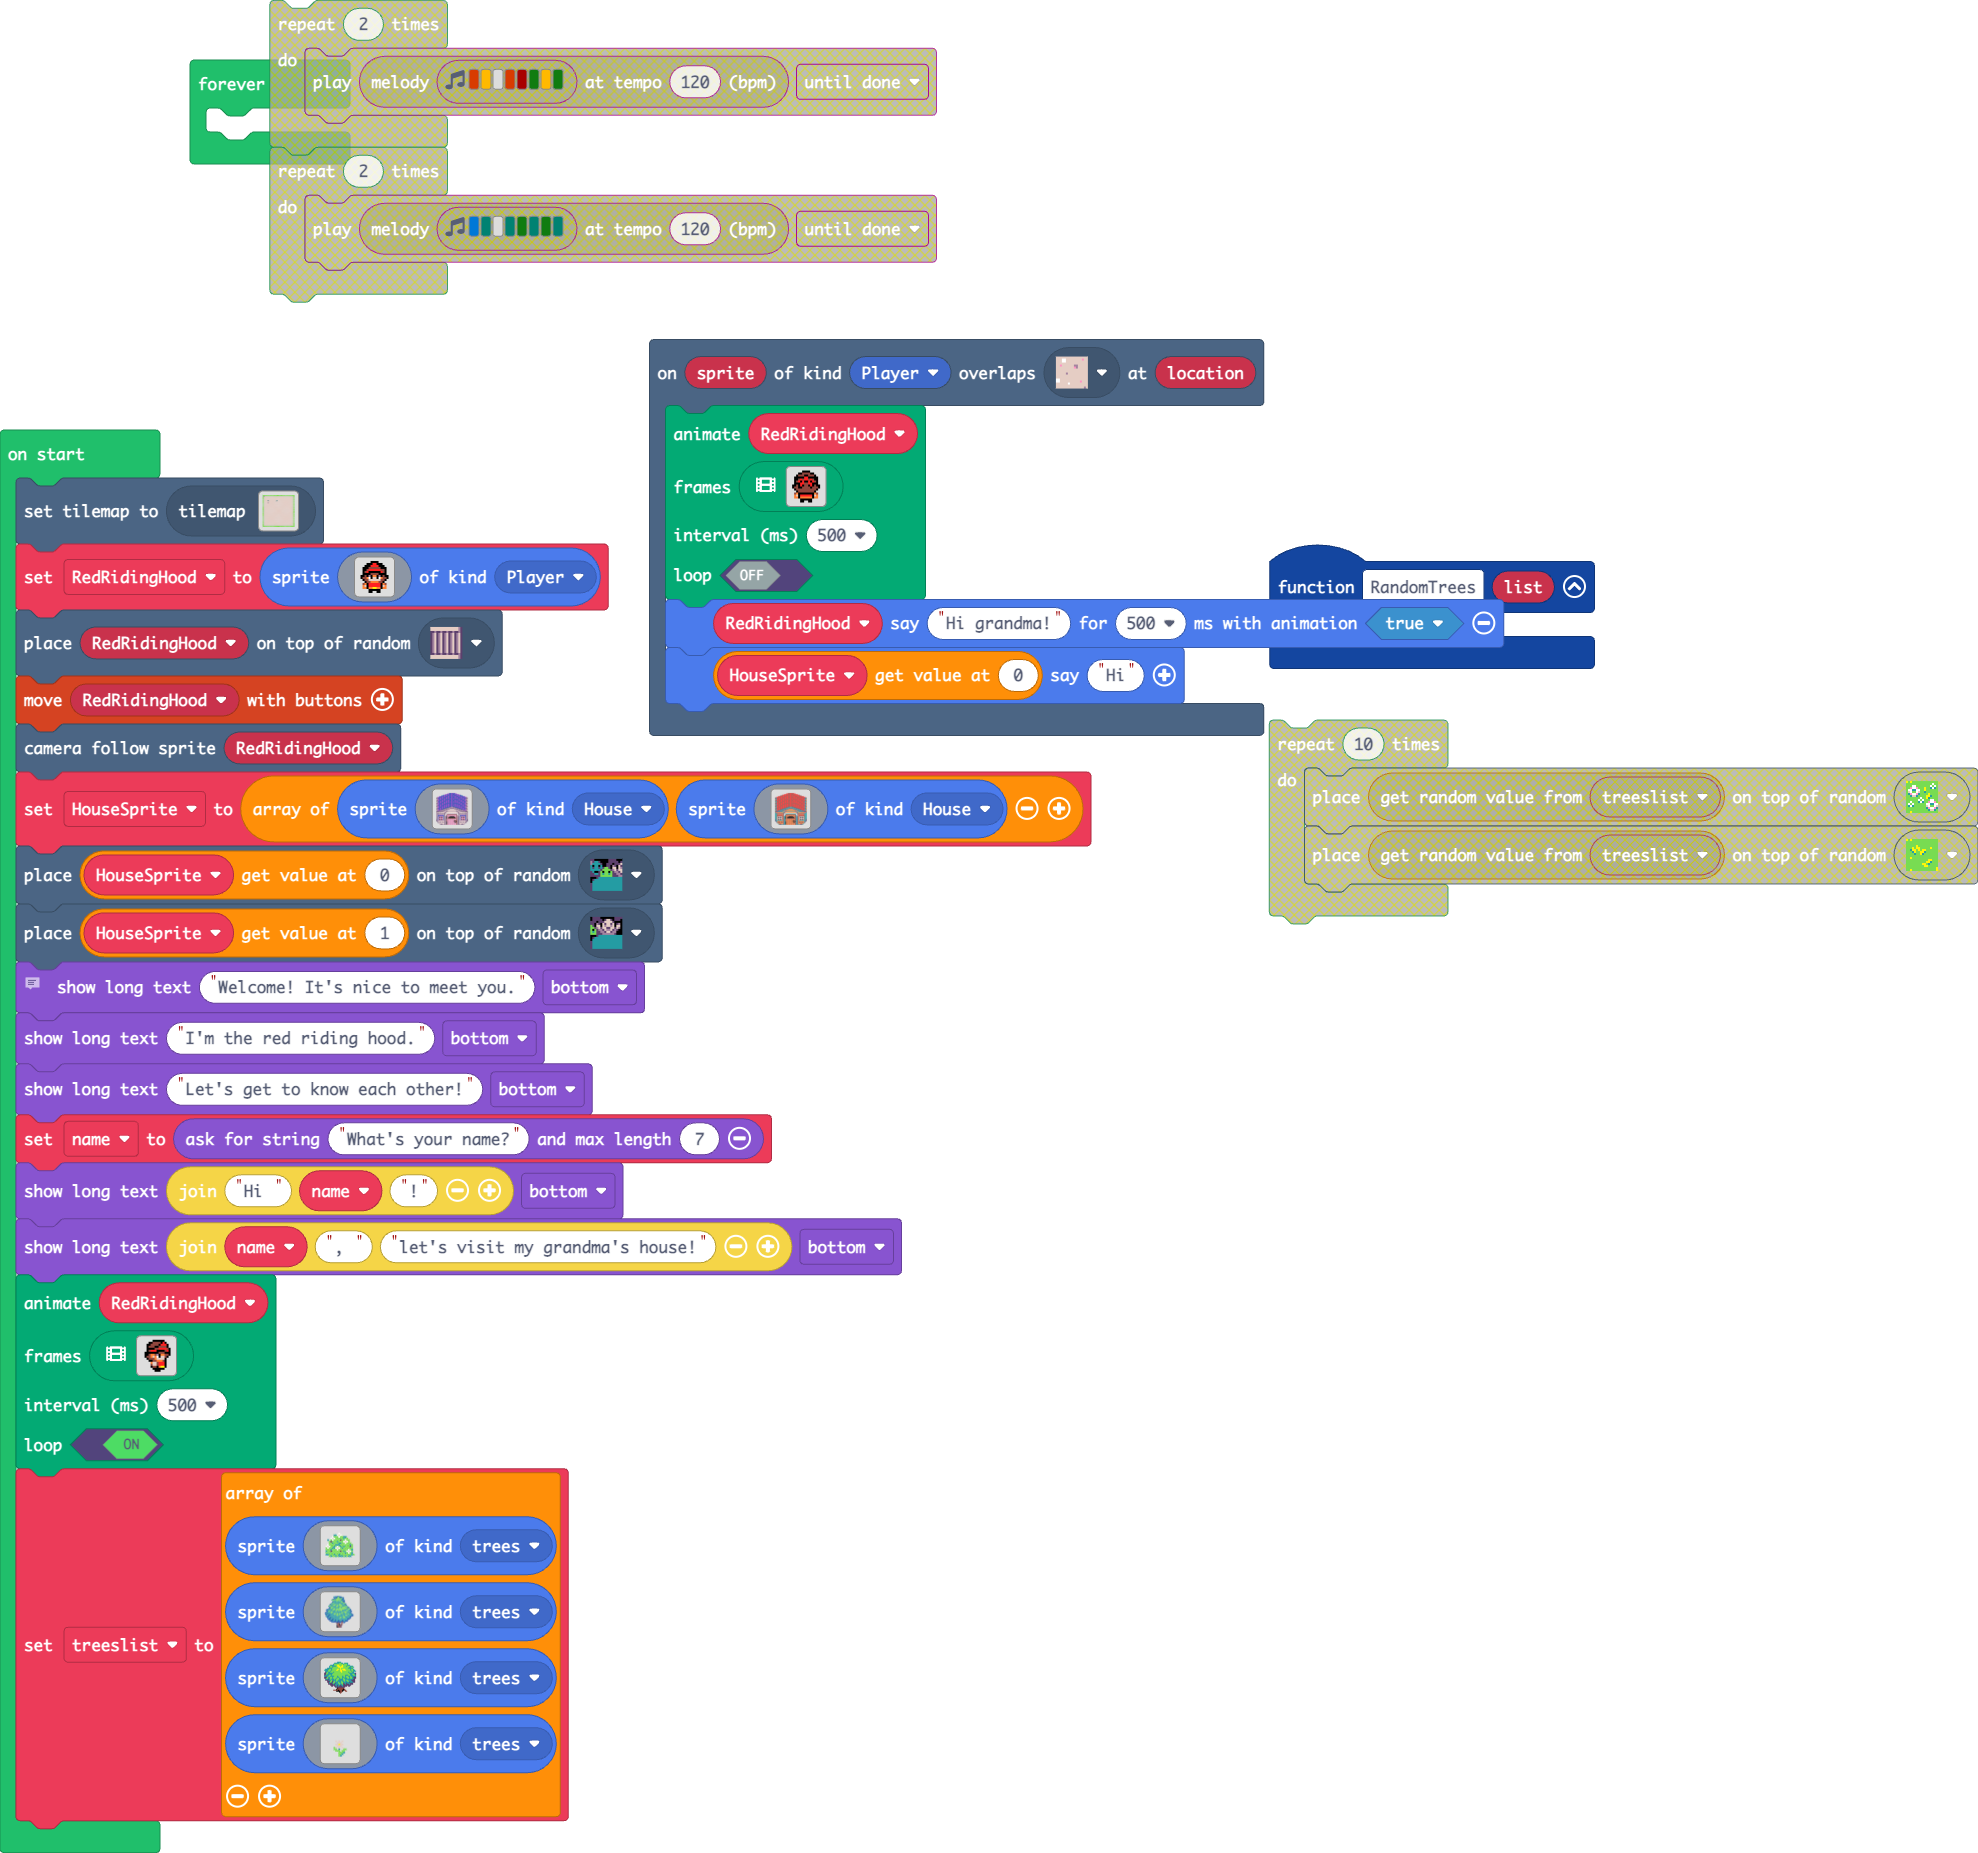 repeat 2 times
do
play melody at tempo 120 (bpm) until done
forever
repeat 2 times
do
play melody at tempo 120 (bpm) until done
on sprite of kind Player overlaps at location
animate RedRidingHood
frames
interval (ms) 500
loop OFF
RedRidingHood say "Hi grandma!" for 500 ms with animation true
HouseSprite get value at 0 say "Hi"
function RandomTrees list
repeat 10 times
do
place get random value from treeslist on top of random
place get random value from treeslist on top of random
on start
set tilemap to tilemap
set RedRidingHood to sprite of kind Player
place RedRidingHood on top of random
move RedRidingHood with buttons
camera follow sprite RedRidingHood
set HouseSprite to array of sprite of kind House sprite of kind House
place HouseSprite get value at 0 on top of random
place HouseSprite get value at 1 on top of random
show long text "Welcome! It's nice to meet you." bottom
show long text "I'm the red riding hood." bottom
show long text "Let's get to know each other!" bottom
set name to ask for string "What's your name?" and max length 7
show long text join "Hi " name "!" bottom
show long text join name ", " "let's visit my grandma's house!" bottom
animate RedRidingHood
frames
interval (ms) 500
loop ON
set treeslist to array of
sprite of kind trees
sprite of kind trees
sprite of kind trees
sprite of kind trees